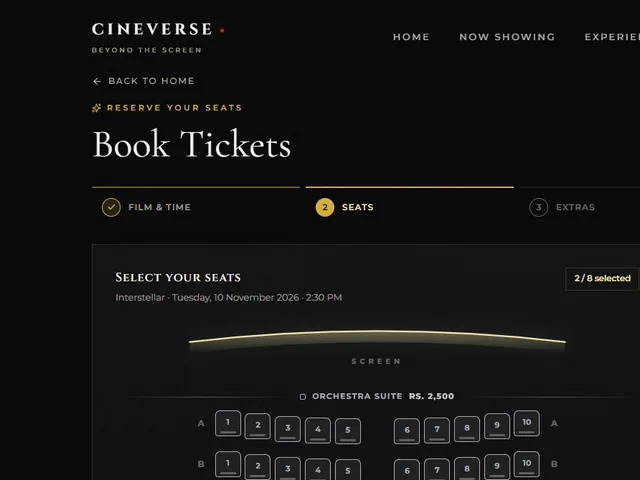 CINEVERSE
BEYOND THE SCREEN
HOME NOW SHOWING
BACK TO HOME
RESERVE YOUR SEATS
Book Tickets
FILM & TIME
2 SEATS
3 EXTRAS
SELECT YOUR SEATS
2 / 8 selected
Interstellar · Tuesday, 10 November 2026 · 2:30 PM
SCREEN
ORCHESTRA SUITE RS. 2,500
A 1 2 3 4 5 6 7 8 9 10 A
B 1 2 3 4 5 6 7 8 9 10 B